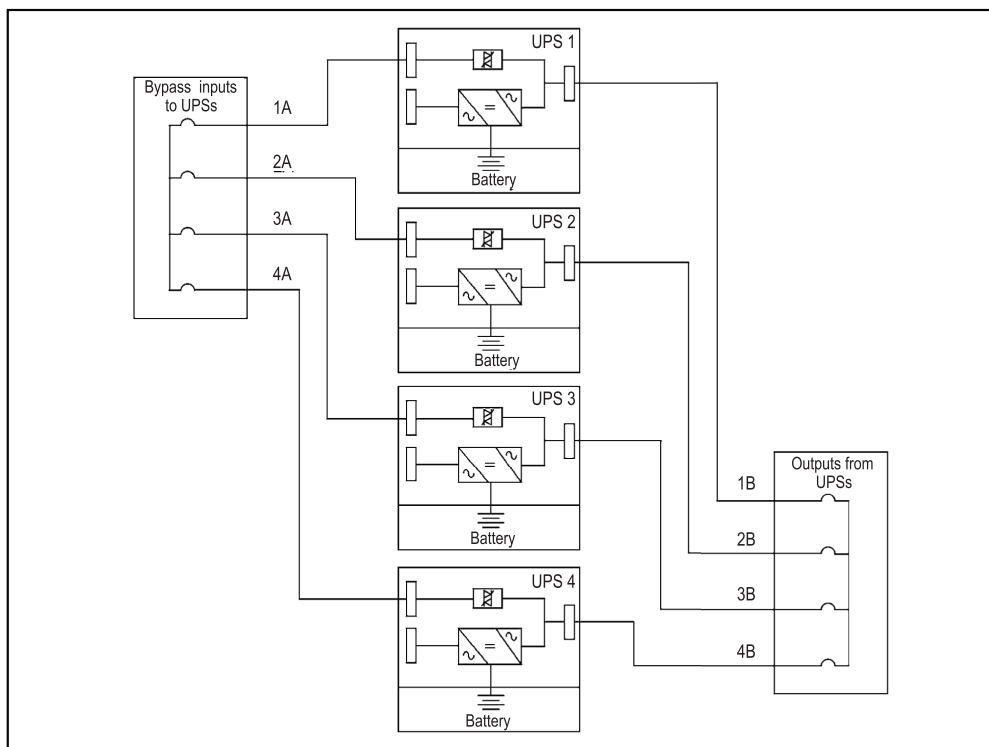 Bypass inputs
to UPSs
1A
2A
3A
4A
UPS 1
Battery
UPS 2
Battery
UPS 3
Battery
UPS 4
Battery
Outputs from
UPSs
1B
2B
3B
4B